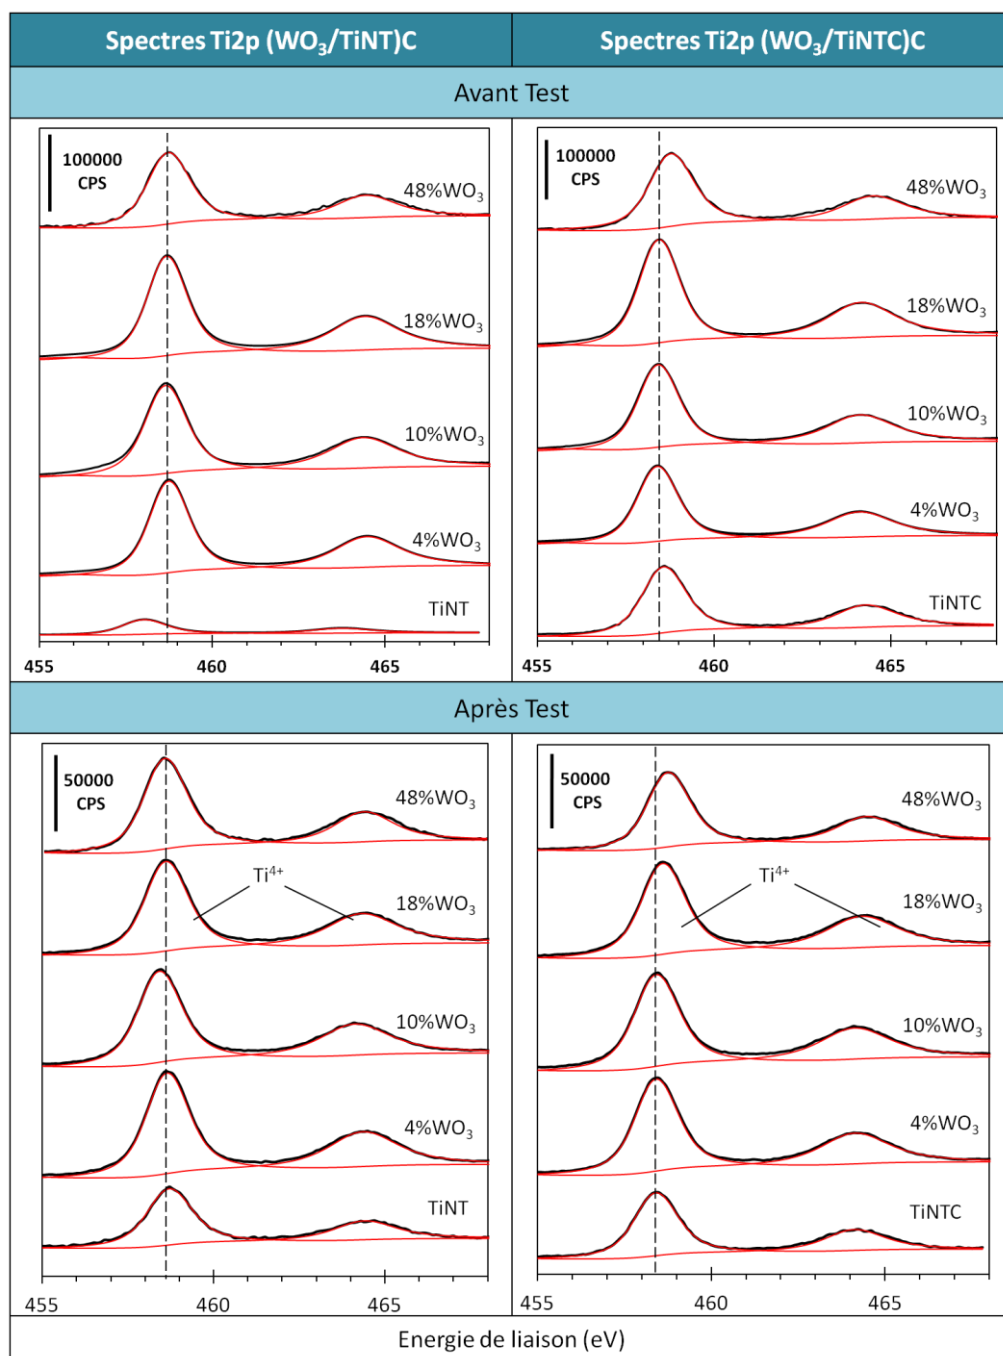 Spectres Ti2p (WO₃/TiNT)C
Spectres Ti2p (WO₃/TiNTC)C
Avant Test
100000
CPS
48%WO₃
18%WO₃
10%WO₃
4%WO₃
TiNT
455
460
465
100000
CPS
48%WO₃
18%WO₃
10%WO₃
4%WO₃
TiNTC
455
460
465
Après Test
50000
CPS
48%WO₃
Ti⁴⁺
18%WO₃
10%WO₃
4%WO₃
TiNT
455
460
465
50000
CPS
48%WO₃
Ti⁴⁺
18%WO₃
10%WO₃
4%WO₃
TiNTC
455
460
465
Energie de liaison (eV)